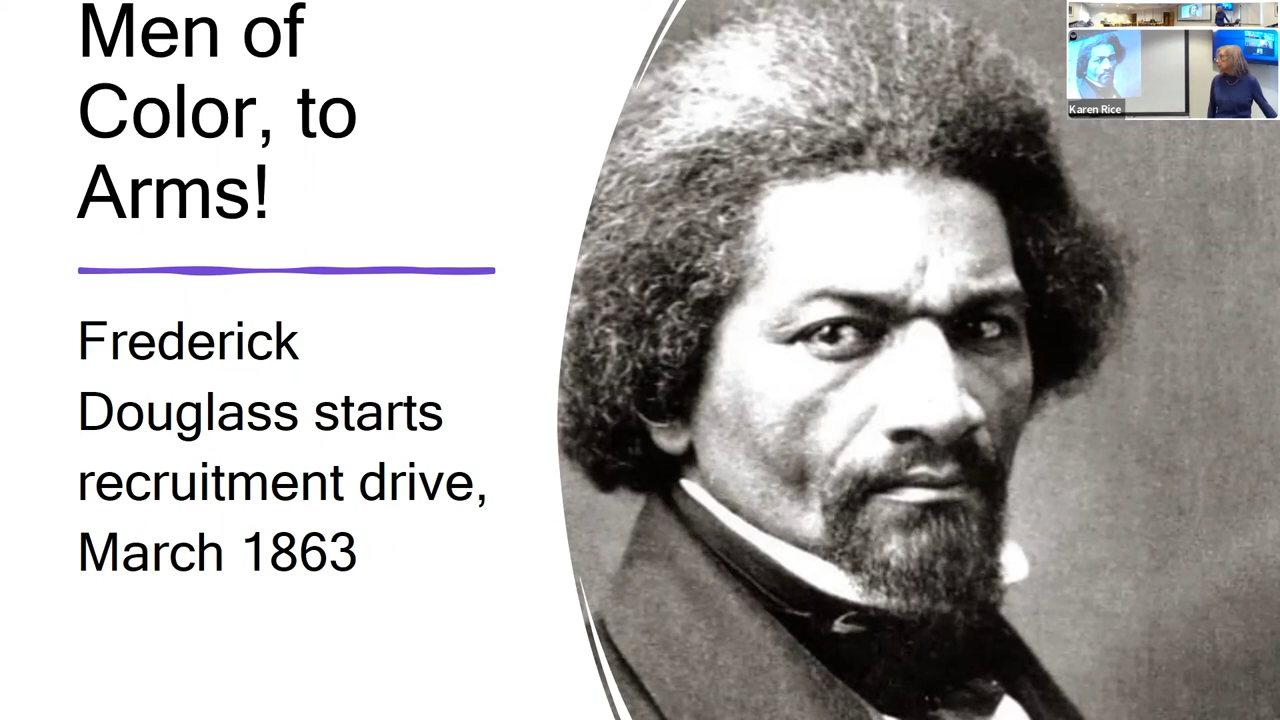 Men of
Color, to
Arms!
Frederick
Douglass starts
recruitment drive,
March 1863
Karen Rice